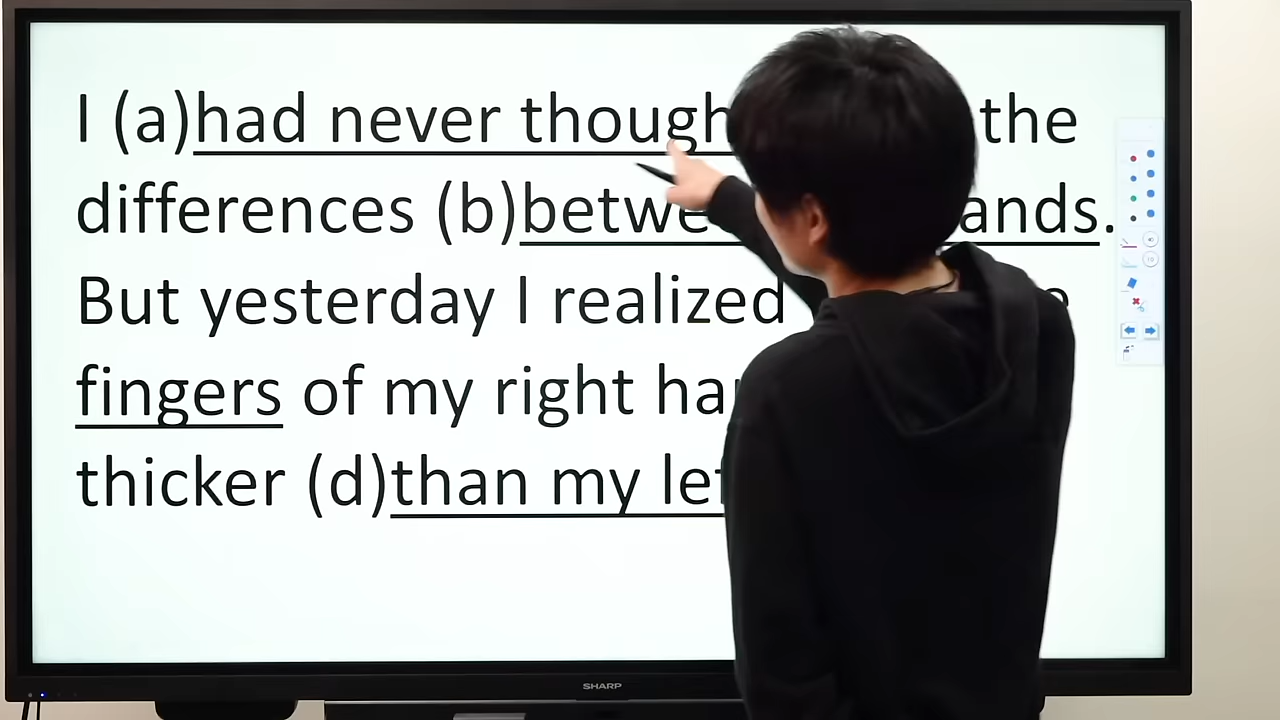 I (a)had never though the
differences (b)betwe ands.
But yesterday I realized e
fingers of my right ha
thicker (d)than my lef
SHARP